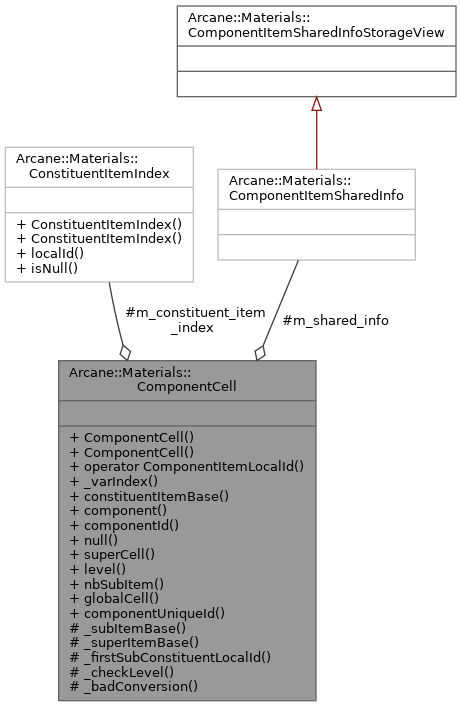 Arcane::Materials::
ComponentItemSharedInfoStorageView
Arcane::Materials::
ConstituentItemIndex
+ ConstituentItemIndex()
+ ConstituentItemIndex()
+ localId()
+ isNull()
Arcane::Materials::
ComponentItemSharedInfo
#m_constituent_item
_index
#m_shared_info
Arcane::Materials::
ComponentCell
+ ComponentCell()
+ ComponentCell()
+ operator ComponentItemLocalId()
+ _varIndex()
+ constituentItemBase()
+ component()
+ componentId()
+ null()
+ superCell()
+ level()
+ nbSubItem()
+ globalCell()
+ componentUniqueId()
# _subItemBase()
# _superItemBase()
# _firstSubConstituentLocalId()
# _checkLevel()
# _badConversion()